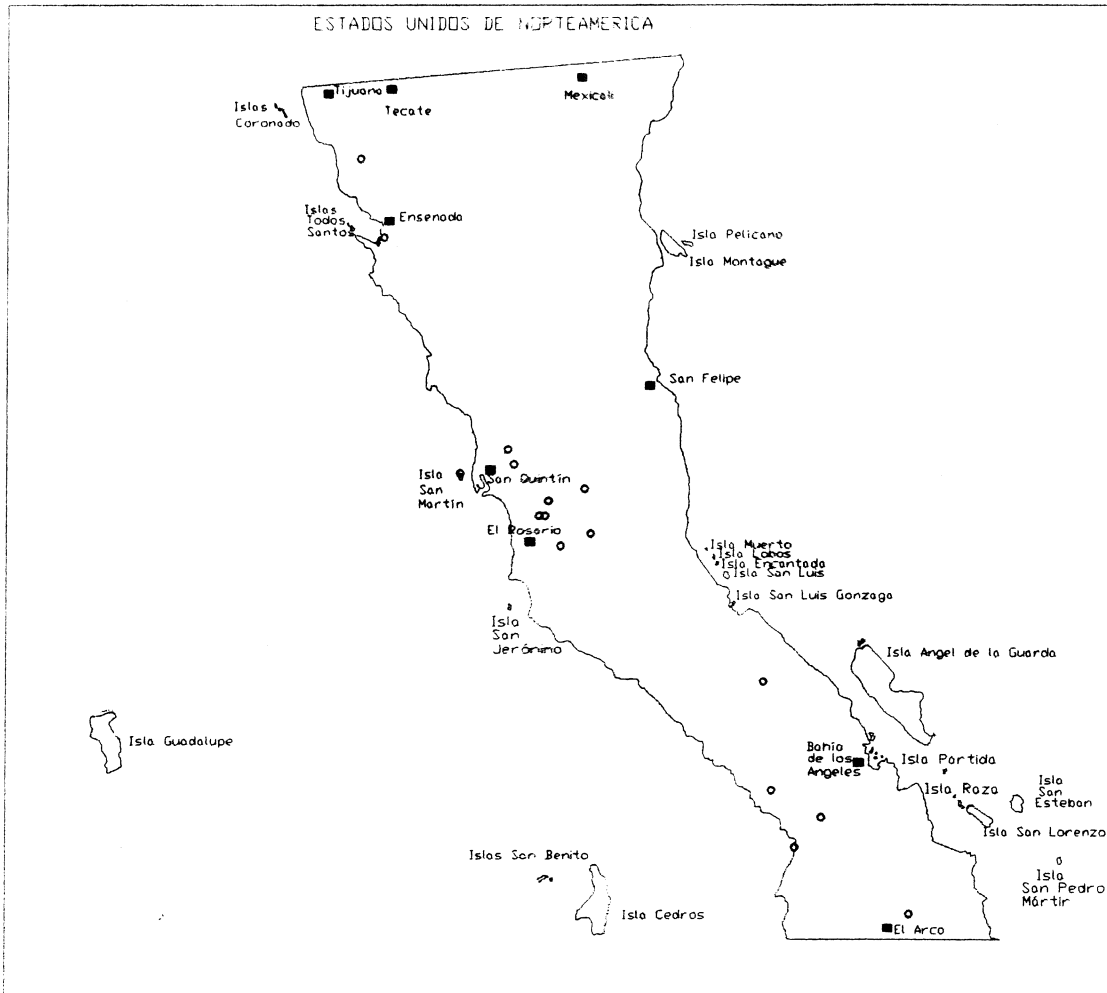 ESTADOS UNIDOS DE NORTEAMERICA
Tijuana
Tecate
Mexicali
Islas
Coronado
Islas
Todos
Santos
Ensenada
Isla Pelicano
Isla Montague
San Felipe
Isla
San
Martín
San Quintín
El Rosario
Isla Muerto
Isla Lobos
Isla Encantada
Isla San Luis
Isla San Luis Gonzaga
Isla
San
Jerónimo
Isla Angel de la Guarda
Isla Guadalupe
Bahía
de los
Angeles
Isla Partida
Isla Raza
Isla
San
Esteban
Isla San Lorenzo
Islas San Benito
Isla Cedros
Isla
San Pedro
Mártir
El Arco